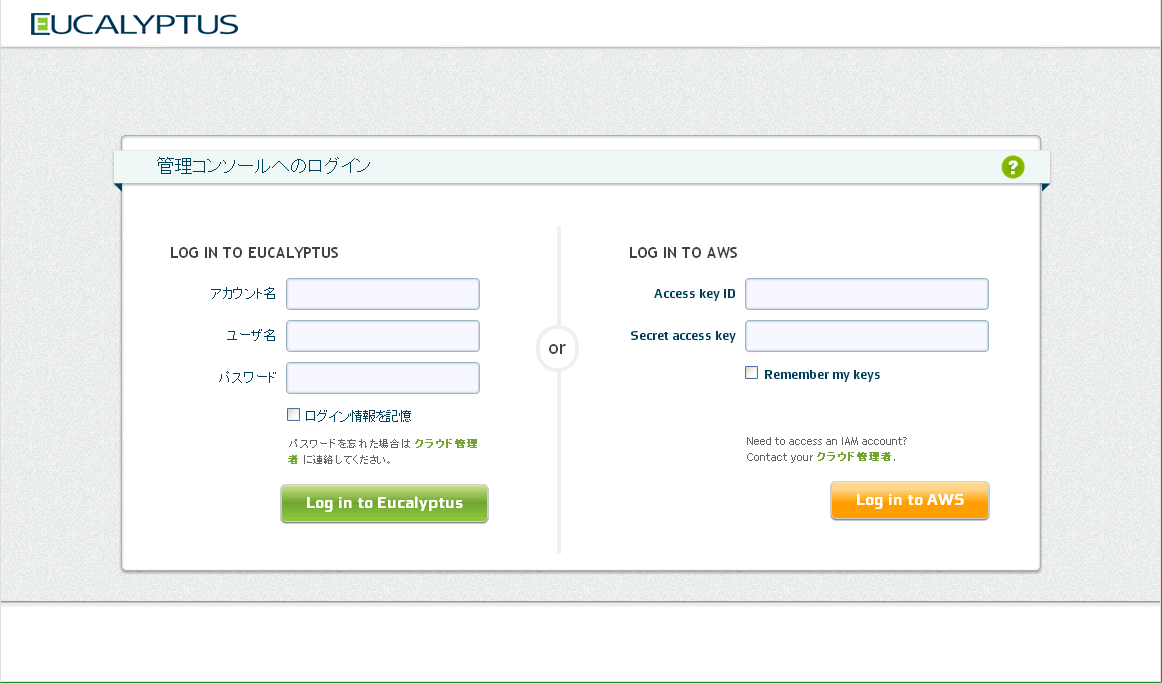 EUCALYPTUS
管理コンソールへのログイン
?
LOG IN TO EUCALYPTUS
アカウント名
ユーザ名
パスワード
ログイン情報を記憶
パスワードを忘れた場合は クラウド管理
者 に連絡してください。
Log in to Eucalyptus
or
LOG IN TO AWS
Access key ID
Secret access key
Remember my keys
Need to access an IAM account?
Contact your クラウド管理者.
Log in to AWS